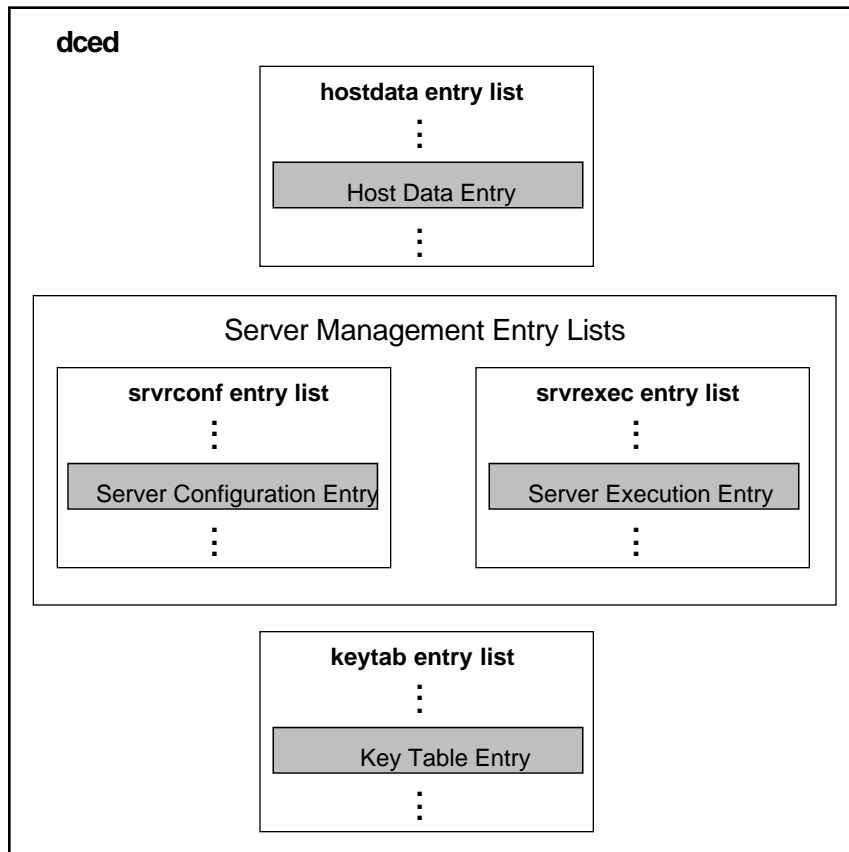 dced
hostdata entry list
Host Data Entry
Server Management Entry Lists
srvrconf entry list
Server Configuration Entry
srvrexec entry list
Server Execution Entry
keytab entry list
Key Table Entry